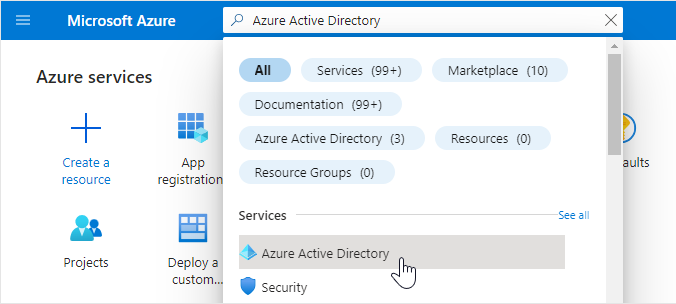 Microsoft Azure
Azure Active Directory
Azure services
Create a resource
App registration
Projects
Deploy a custom...
All
Services (99+)
Marketplace (10)
Documentation (99+)
Azure Active Directory (3)
Resources (0)
Resource Groups (0)
Services
See all
Azure Active Directory
Security